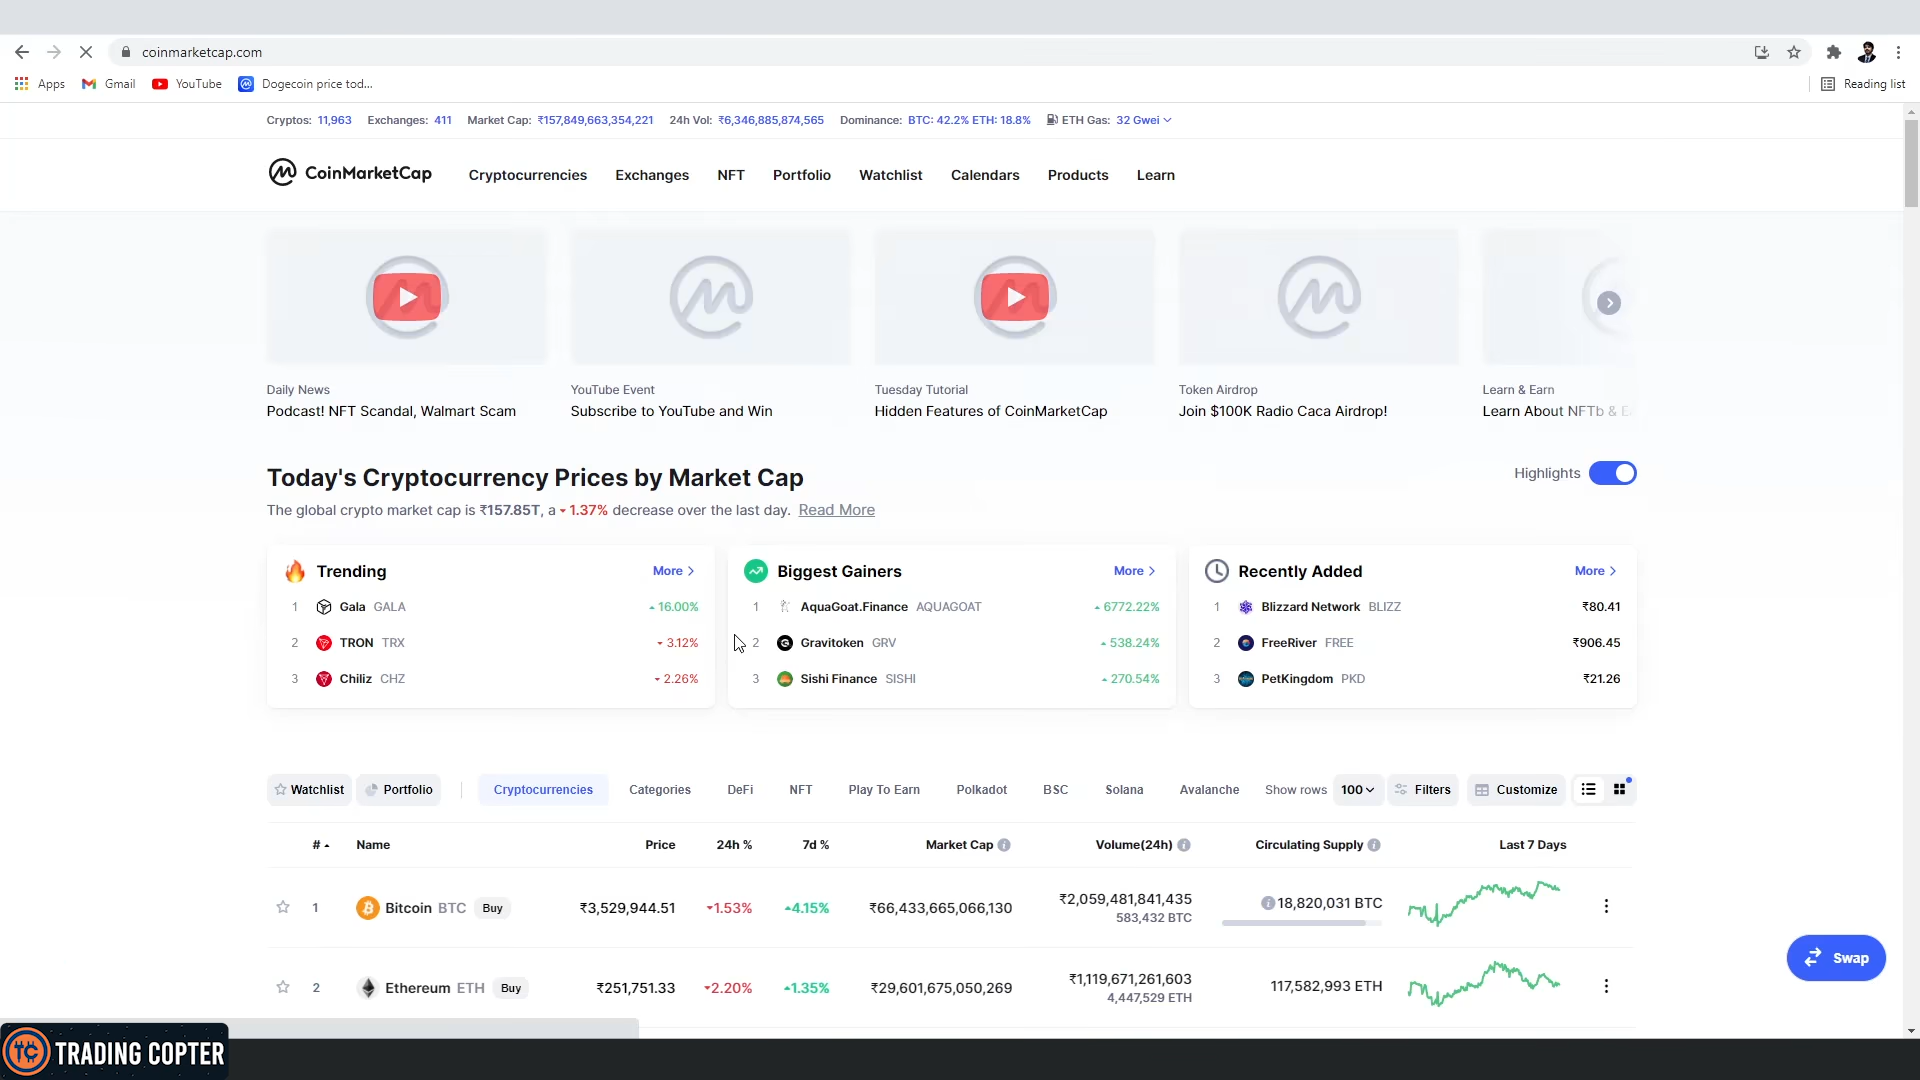 coinmarketcap.com
Apps Gmail YouTube Dogecoin price tod... Reading list
Cryptos: 11,963 Exchanges: 411 Market Cap: ₹157,849,663,354,221 24h Vol: ₹6,346,885,874,565 Dominance: BTC: 42.2% ETH: 18.8% ETH Gas: 32 Gwei
CoinMarketCap Cryptocurrencies Exchanges NFT Portfolio Watchlist Calendars Products Learn
Daily News YouTube Event Tuesday Tutorial Token Airdrop Learn & Earn
Podcast! NFT Scandal, Walmart Scam Subscribe to YouTube and Win Hidden Features of CoinMarketCap Join $100K Radio Caca Airdrop! Learn About NFTb & E
Today's Cryptocurrency Prices by Market Cap Highlights
The global crypto market cap is ₹157.85T, a 1.37% decrease over the last day. Read More
Trending More Biggest Gainers More Recently Added More
1 Gala GALA 16.00% 1 AquaGoat.Finance AQUAGOAT 6772.22% 1 Blizzard Network BLIZZ ₹80.41
2 TRON TRX 3.12% 2 Gravitoken GRV 538.24% 2 FreeRiver FREE ₹906.45
3 Chiliz CHZ 2.26% 3 Sishi Finance SISHI 270.54% 3 PetKingdom PKD ₹21.26
Watchlist Portfolio Cryptocurrencies Categories DeFi NFT Play To Earn Polkadot BSC Solana Avalanche Show rows 100 Filters Customize
# Name Price 24h % 7d % Market Cap Volume(24h) Circulating Supply Last 7 Days
1 Bitcoin BTC Buy ₹3,529,944.51 1.53% 4.15% ₹66,433,665,066,130 ₹2,059,481,841,435 18,820,031 BTC
583,432 BTC
2 Ethereum ETH Buy ₹251,751.33 2.20% 1.35% ₹29,601,675,050,269 ₹1,119,671,261,603 117,582,993 ETH
4,447,529 ETH
Swap
TC TRADING COPTER